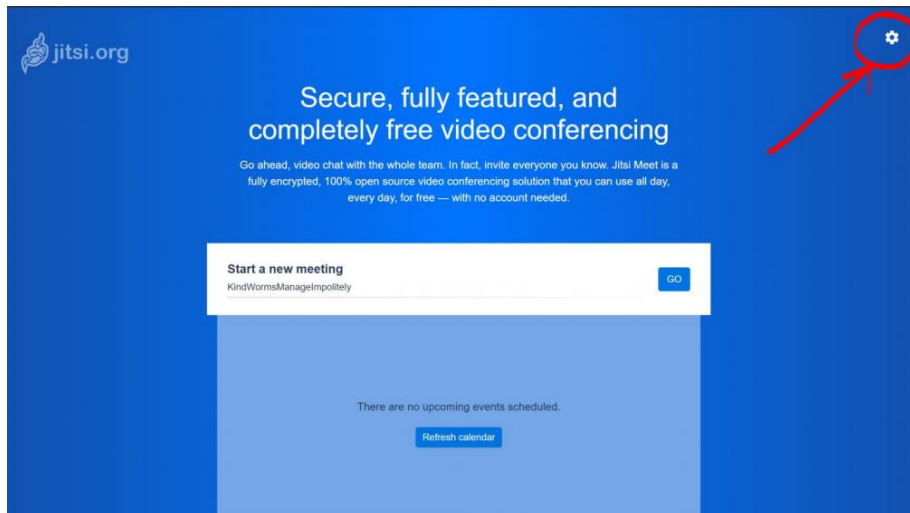 jitsi.org
Secure, fully featured, and
completely free video conferencing
Go ahead, video chat with the whole team. In fact, invite everyone you know. Jitsi Meet is a
fully encrypted, 100% open source video conferencing solution that you can use all day,
every day, for free — with no account needed.
Start a new meeting
KindWormsManageImpolitely
GO
There are no upcoming events scheduled.
Refresh calendar